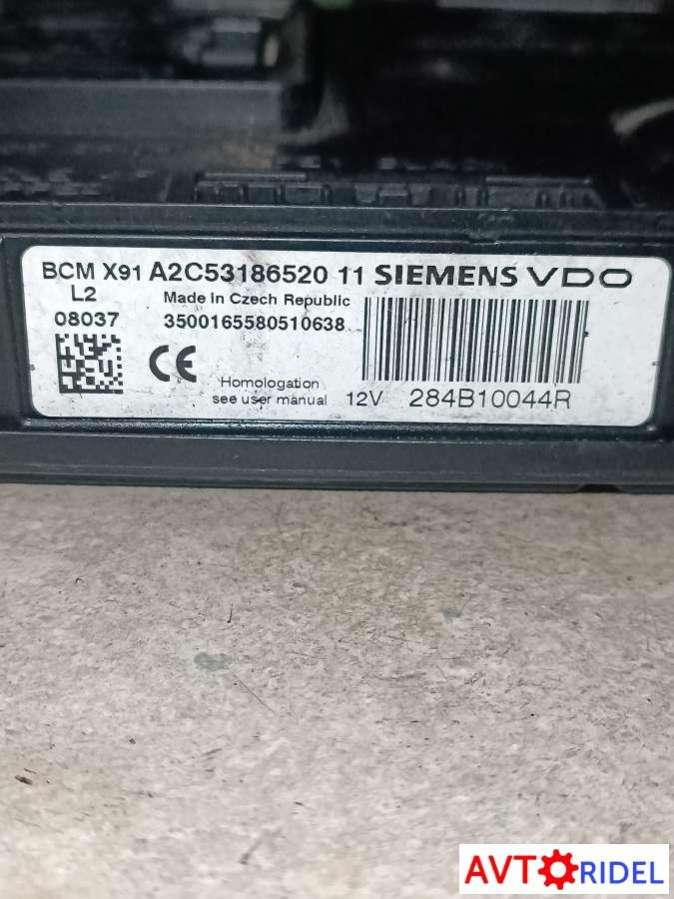 BCM X91 A2C53186520 11 SIEMENS VDO
L2 Made in Czech Republic
08037 3500165580510638
CE
Homologation
see user manual 12V 284B10044R
AVTORIDEL